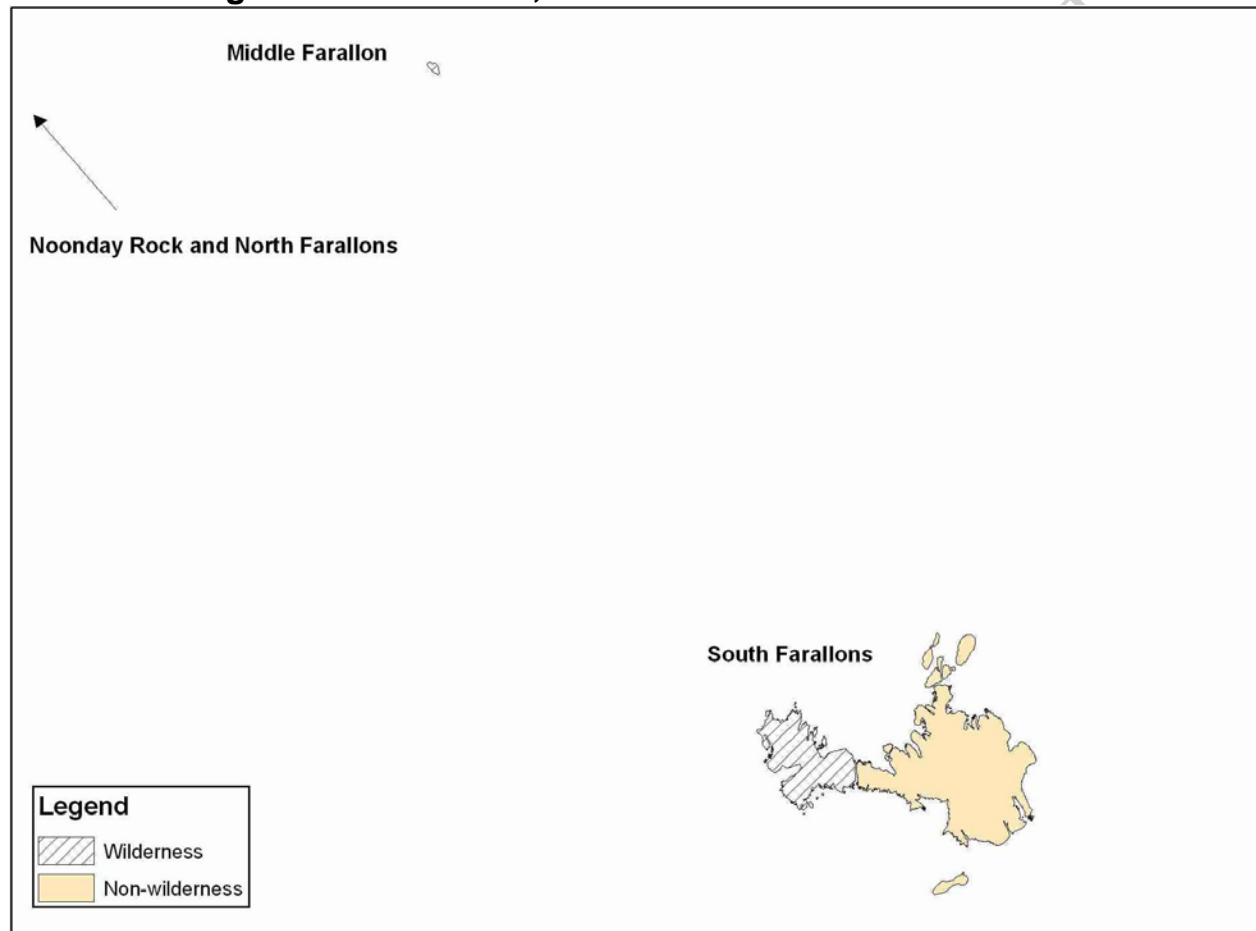 Middle Farallon
Noonday Rock and North Farallons
South Farallons
Legend
Wilderness
Non-wilderness